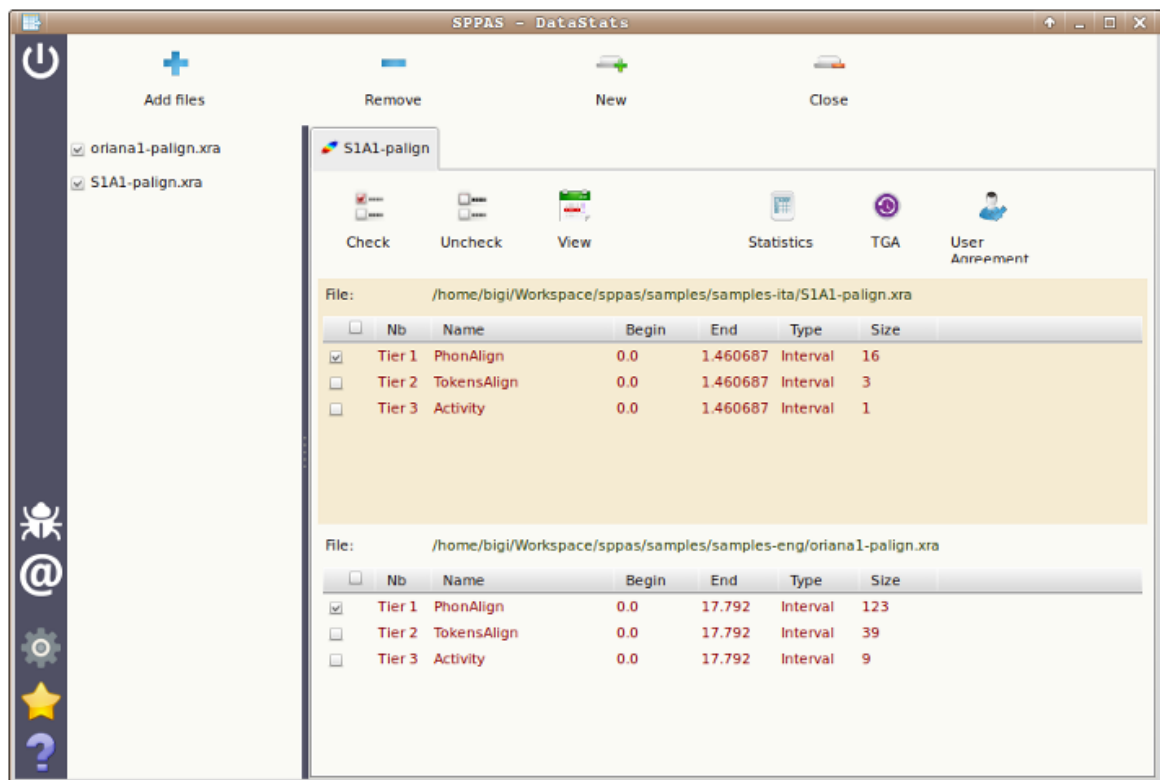 SPPAS - DataStats
Add files Remove New Close
oriana1-palign.xra
S1A1-palign.xra
S1A1-palign
Check Uncheck View Statistics TGA User
Agreement
File: /home/bigi/Workspace/sppas/samples/samples-ita/S1A1-palign.xra
Nb Name Begin End Type Size
Tier 1 PhonAlign 0.0 1.460687 Interval 16
Tier 2 TokensAlign 0.0 1.460687 Interval 3
Tier 3 Activity 0.0 1.460687 Interval 1
File: /home/bigi/Workspace/sppas/samples/samples-eng/oriana1-palign.xra
Nb Name Begin End Type Size
Tier 1 PhonAlign 0.0 17.792 Interval 123
Tier 2 TokensAlign 0.0 17.792 Interval 39
Tier 3 Activity 0.0 17.792 Interval 9